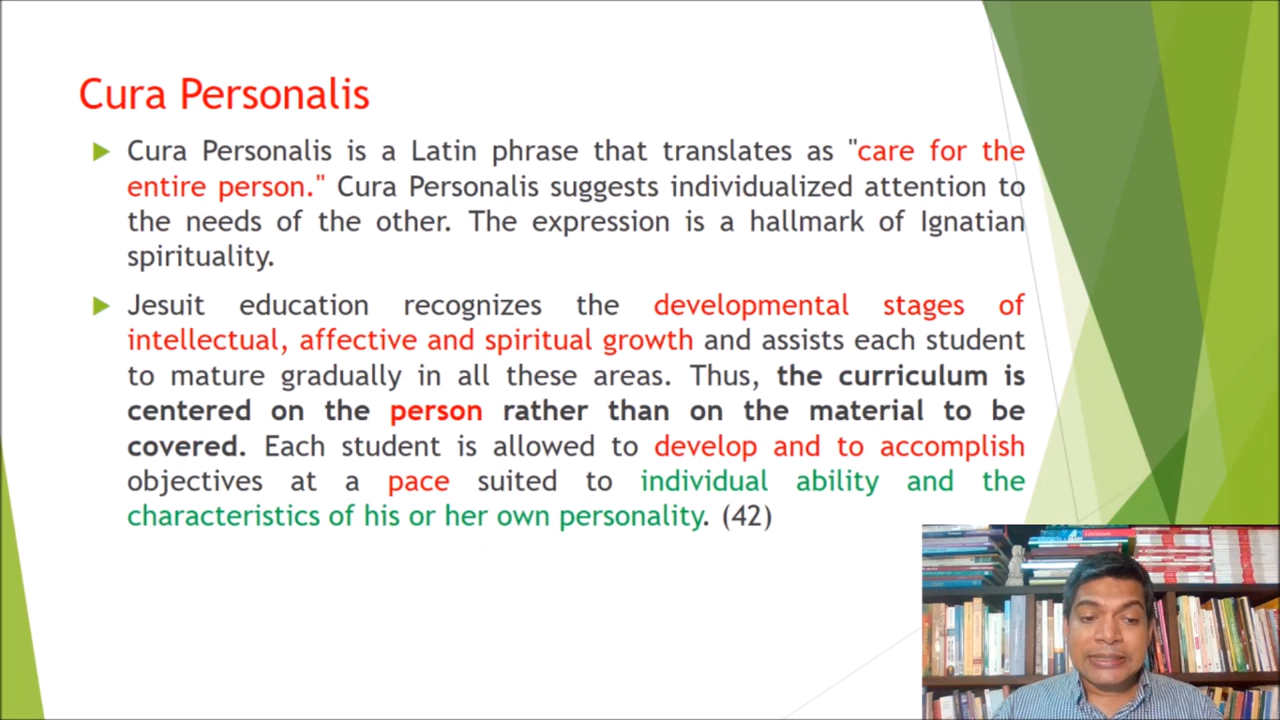 Cura Personalis
Cura Personalis is a Latin phrase that translates as "care for the
entire person." Cura Personalis suggests individualized attention to
the needs of the other. The expression is a hallmark of Ignatian
spirituality.
Jesuit education recognizes the developmental stages of
intellectual, affective and spiritual growth and assists each student
to mature gradually in all these areas. Thus, the curriculum is
centered on the person rather than on the material to be
covered. Each student is allowed to develop and to accomplish
objectives at a pace suited to individual ability and the
characteristics of his or her own personality. (42)